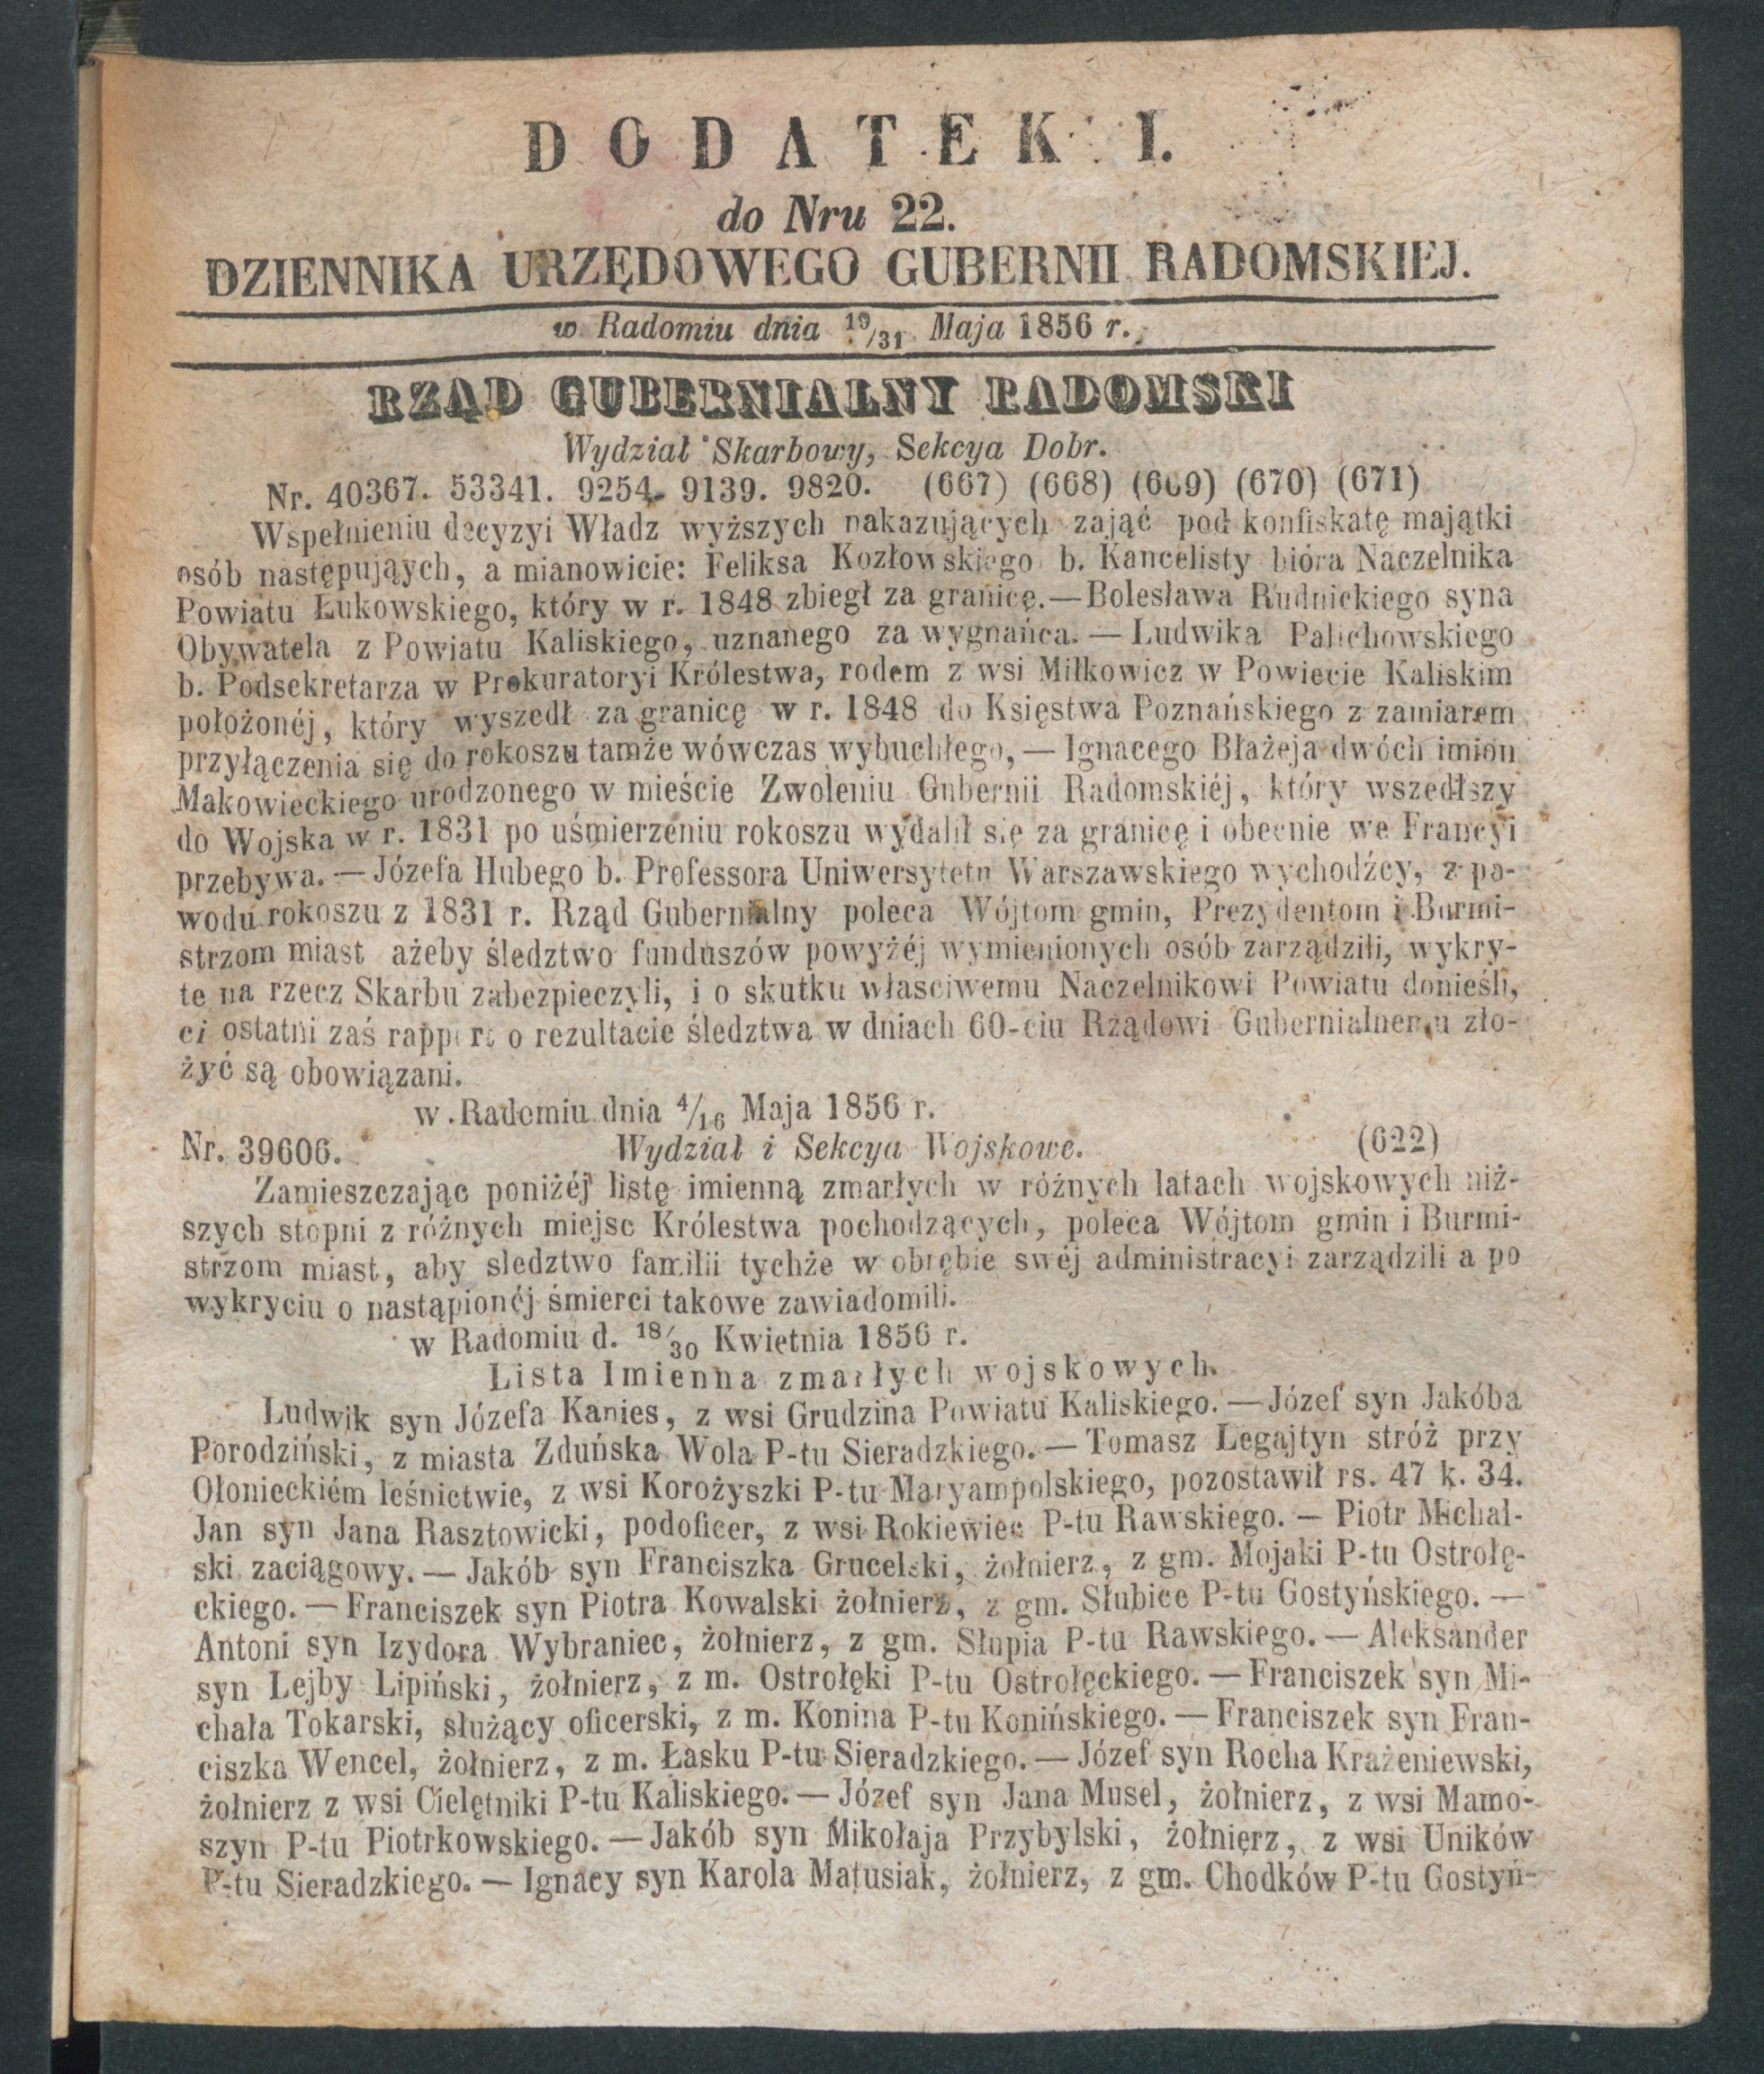 DODATEK I.
do Nru 22.
DZIENNIKA URZĘDOWEGO GUBERNII RADOMSKIEJ.
w Radomiu dnia 19/31 Maja 1856 r.
RZĄD GUBERNIALNY RADOMSKI
Wydział Skarbowy, Sekcya Dobr.
Nr. 40367. 53341. 9254. 9139. 9820. (667) (668) (669) (670) (671)
Wspełnieniu decyzyi Władz wyższych nakazujących zająć pod konfiskatę majątki
osób następująych, a mianowicie: Feliksa Kozłowskiego b. Kancelisty bióra Naczelnika
Powiatu Łukowskiego, który w r. 1848 zbiegł za granicę.—Bolesława Rudnickiego syna
Obywatela z Powiatu Kaliskiego, uznanego za wygnańca. — Ludwika Palichowskiego
b. Podsekretarza w Prokuratoryi Królestwa, rodem z wsi Miłkowicz w Powiecie Kaliskim
położonéj, który wyszedł za granicę w r. 1848 do Księstwa Poznańskiego z zamiarem
przyłączenia się do rokoszu tamże wówczas wybuchłego, — Ignacego Błażeja dwóch imion
Makowieckiego urodzonego w mieście Zwoleniu Gubernii Radomskiéj, który wszedłszy
do Wojska w r. 1831 po uśmierzeniu rokoszu wydalił się za granicę i obecnie we Francyi
przebywa. — Józefa Hubego b. Professora Uniwersytetu Warszawskiego wychodźcy, z po-
wodu rokoszu z 1831 r. Rząd Gubernialny poleca Wójtom gmin, Prezydentom i Burmi-
strzom miast ażeby śledztwo funduszów powyżéj wymienionych osób zarządzili, wykry-
te na rzecz Skarbu zabezpieczyli, i o skutku właściwemu Naczelnikowi Powiatu donieśli,
ci ostatni zaś rapport o rezultacie śledztwa w dniach 60-ciu Rządowi Gubernialnemu zło-
żyć są obowiązani.
w Radomiu dnia 4/16 Maja 1856 r.
Nr. 39606. Wydział i Sekcya Wojskowe. (622)
Zamieszczając poniżéj listę imienną zmarłych w różnych latach wojskowych niż-
szych stopni z różnych miejsc Królestwa pochodzących, poleca Wójtom gmin i Burmi-
strzom miast, aby sledztwo familii tychże w obrębie swéj administracyi zarządzili a po
wykryciu o nastąpionéj śmierci takowe zawiadomili.
w Radomiu d. 18/30 Kwietnia 1856 r.
Lista Imienna zmarłych wojskowych.
Ludwik syn Józefa Kanies, z wsi Grudzina Powiatu Kaliskiego. — Józef syn Jakóba
Porodziński, z miasta Zduńska Wola P-tu Sieradzkiego. — Tomasz Legajtyn stróż przy
Ołonieckiém leśnictwie, z wsi Korożyszki P-tu Maryampolskiego, pozostawił rs. 47 k. 34.
Jan syn Jana Rasztowicki, podoficer, z wsi Rokiewiec P-tu Rawskiego. — Piotr Michal-
ski zaciągowy. — Jakób syn Franciszka Grucelski, żołnierz, z gm. Mojaki P-tu Ostrołę-
ckiego. — Franciszek syn Piotra Kowalski żołnierz, z gm. Słubice P-tu Gostyńskiego. —
Antoni syn Izydora Wybraniec, żołnierz, z gm. Słupia P-tu Rawskiego. — Aleksander
syn Lejby Lipiński, żołnierz, z m. Ostrołęki P-tu Ostrołęckiego. — Franciszek syn Mi-
chała Tokarski, służący oficerski, z m. Konina P-tu Konińskiego. — Franciszek syn Fran-
ciszka Wencel, żołnierz, z m. Łasku P-tu Sieradzkiego. — Józef syn Rocha Krażeniewski,
żołnierz z wsi Cielętniki P-tu Kaliskiego. — Józef syn Jana Musel, żołnierz, z wsi Mamo-
szyn P-tu Piotrkowskiego. — Jakób syn Mikołaja Przybylski, żołnięrz, z wsi Uników
P-tu Sieradzkiego. — Ignacy syn Karola Matusiak, żołnierz, z gm. Chodków P-tu Gostyń-